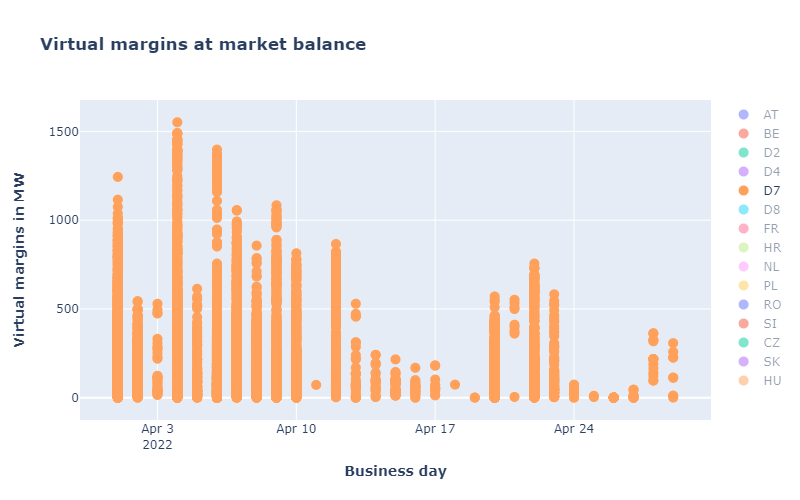 Virtual margins at market balance
Virtual margins in MW
1500
1000
500
0
Apr 3
2022
Apr 10
Apr 17
Apr 24
Business day
AT
BE
D2
D4
D7
D8
FR
HR
NL
PL
RO
SI
CZ
SK
HU